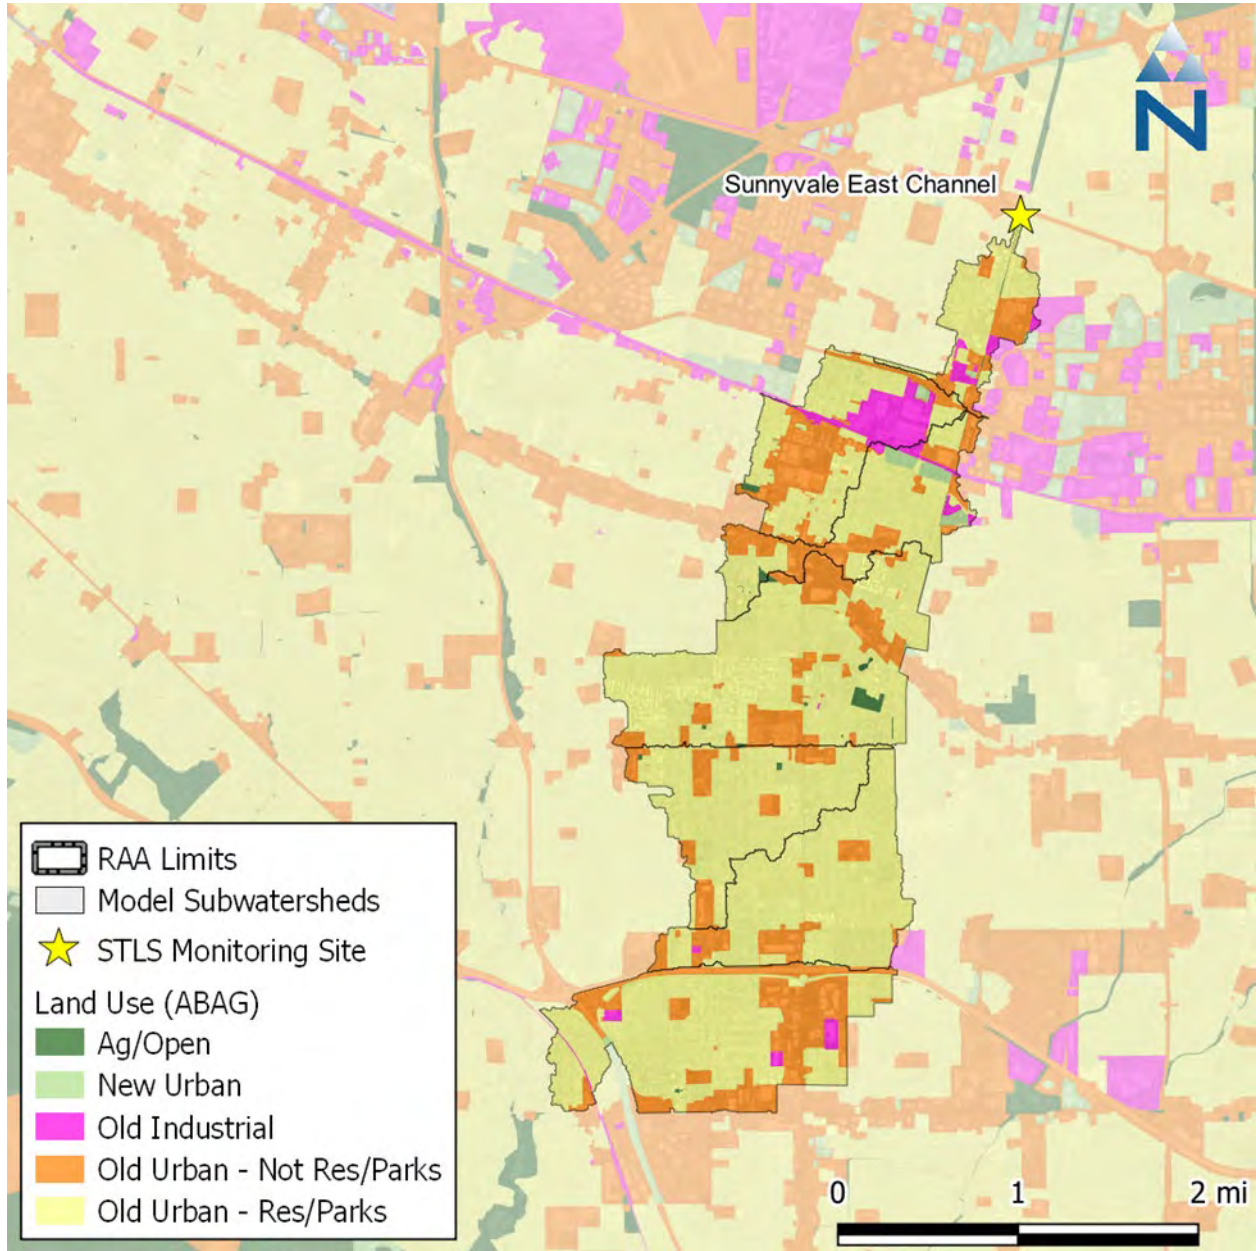 N
Sunnyvale East Channel
RAA Limits
Model Subwatersheds
STLS Monitoring Site
Land Use (ABAG)
Ag/Open
New Urban
Old Industrial
Old Urban - Not Res/Parks
Old Urban - Res/Parks
0 1 2 mi